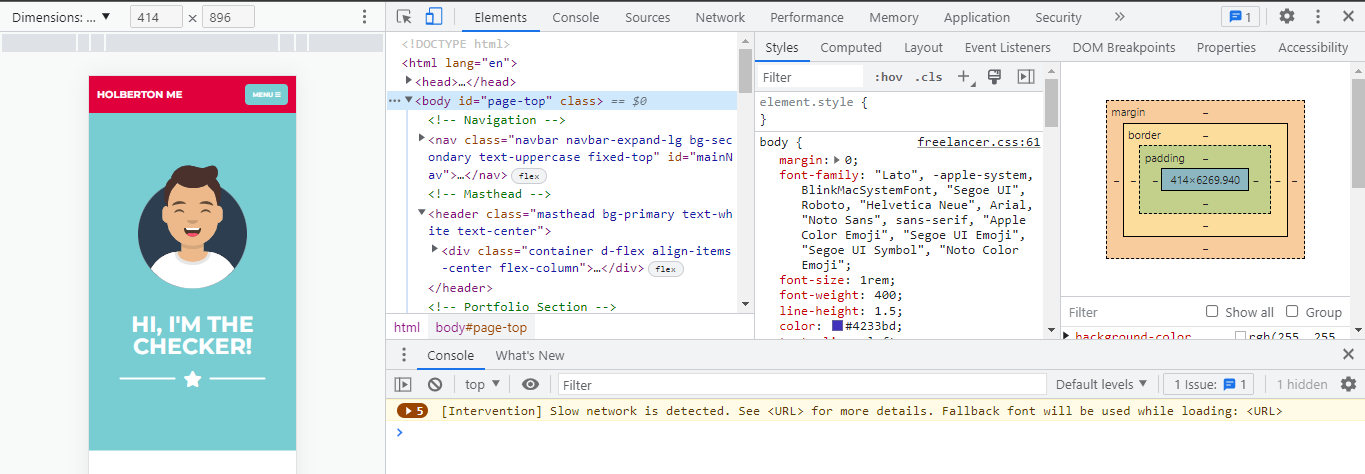 Dimensions: ... 414 × 896
HOLBERTON ME
MENU
HI, I'M THE
CHECKER!
Elements Console Sources Network Performance Memory Application Security » 1
<!DOCTYPE html>
<html lang="en">
<head>…</head>
<body id="page-top" class> == $0
<!-- Navigation -->
<nav class="navbar navbar-expand-lg bg-sec
ondary text-uppercase fixed-top" id="mainN
av">…</nav> flex
<!-- Masthead -->
<header class="masthead bg-primary text-wh
ite text-center">
<div class="container d-flex align-items
-center flex-column">…</div> flex
</header>
<!-- Portfolio Section -->
html body#page-top
Styles Computed Layout Event Listeners DOM Breakpoints Properties Accessibility
Filter :hov .cls
element.style {
}
body { freelancer.css:61
margin: 0;
font-family: "Lato", -apple-system,
BlinkMacSystemFont, "Segoe UI",
Roboto, "Helvetica Neue", Arial,
"Noto Sans", sans-serif, "Apple
Color Emoji", "Segoe UI Emoji",
"Segoe UI Symbol", "Noto Color
Emoji";
font-size: 1rem;
font-weight: 400;
line-height: 1.5;
color: #4233bd;
margin –
border –
padding –
– – – 414×6269.940 – – –
–
–
–
Filter Show all Group
background-color rgb(255, 255,
Console What's New
top Filter Default levels 1 Issue: 1 1 hidden
5 [Intervention] Slow network is detected. See <URL> for more details. Fallback font will be used while loading: <URL>